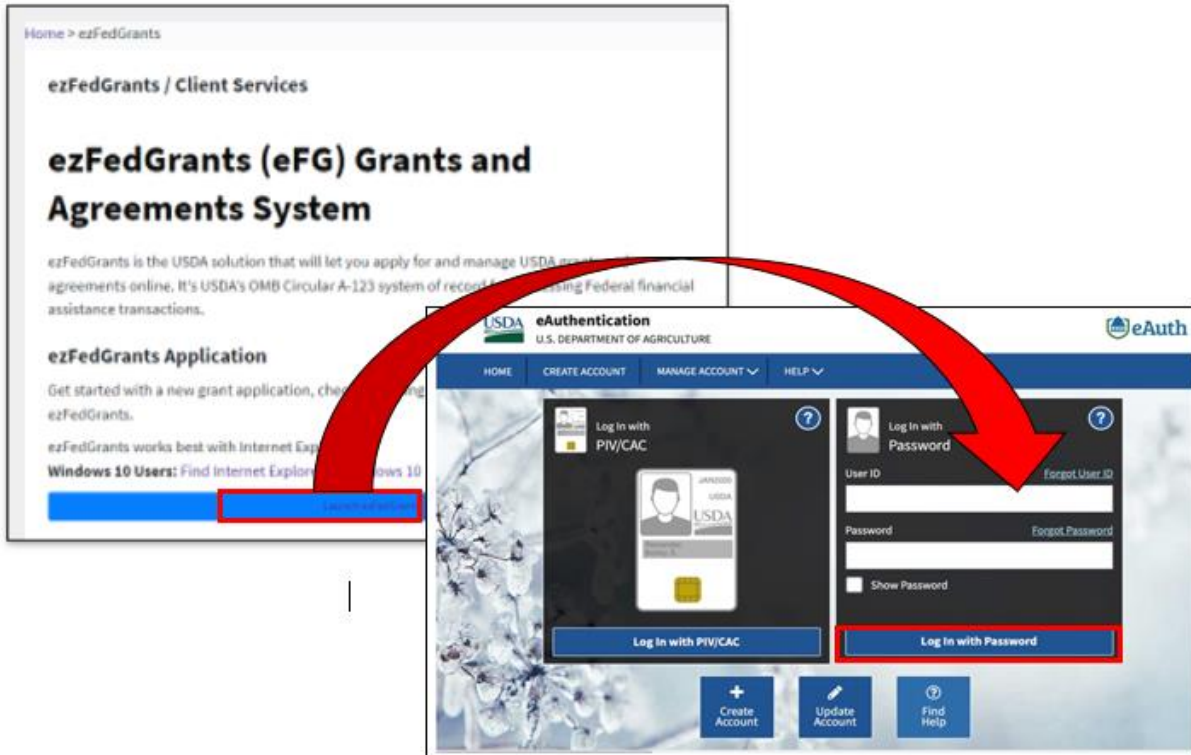 Home > ezFedGrants
ezFedGrants / Client Services
ezFedGrants (eFG) Grants and
Agreements System
ezFedGrants is the USDA solution that will let you apply for and manage USDA
agreements online. It's USDA's OMB Circular A-123 system of record Federal financial
assistance transactions.
ezFedGrants Application
Get started with a new grant application,
ezFedGrants.
ezFedGrants works best with Internet
Windows 10 Users: Find Internet 10
USDA eAuthentication
U.S. DEPARTMENT OF AGRICULTURE
eAuth
HOME CREATE ACCOUNT MANAGE ACCOUNT HELP
Log In with
PIV/CAC
?
JAN2020
USDA
USDA
Log In with PIV/CAC
Log In with
Password
?
User ID Forgot User ID
Password Forgot Password
Show Password
Log In with Password
Create
Account
Update
Account
?
Find
Help